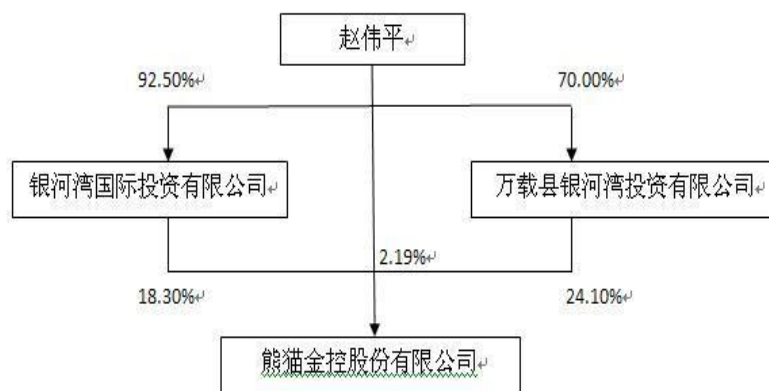 赵伟平
92.50%
70.00%
银河湾国际投资有限公司
万载县银河湾投资有限公司
2.19%
18.30%
24.10%
熊猫金控股份有限公司